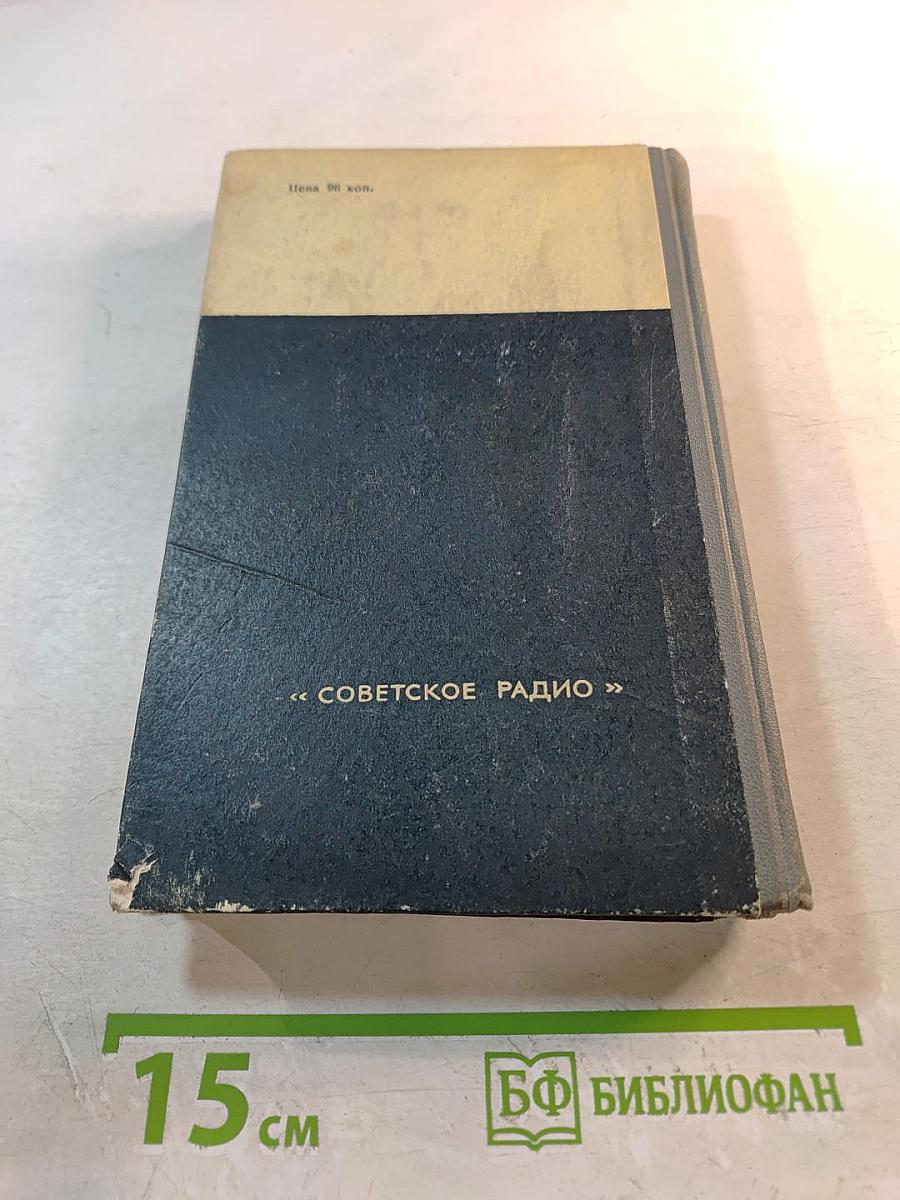 Цена 96 коп.
«СОВЕТСКОЕ РАДИО»
15 см
БФ БИБЛИОФАН